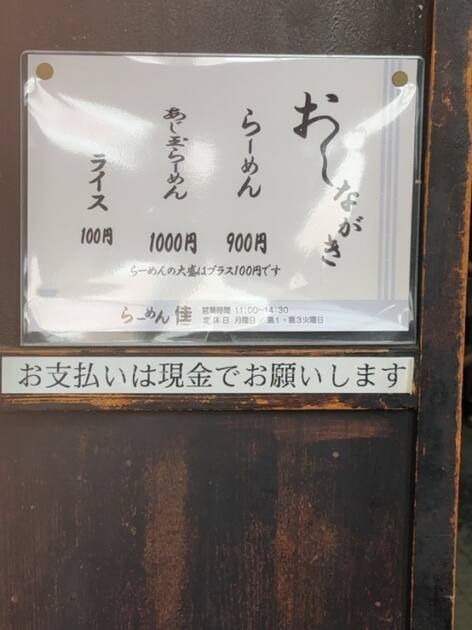 おしながき
らーめん
900円
あじ玉らーめん
1000円
ライス
100円
らーめんの大盛はプラス100円です
らーめん 佳
営業時間 11:00〜14:30
定休日 月曜日／第1・第3火曜日
お支払いは現金でお願いします